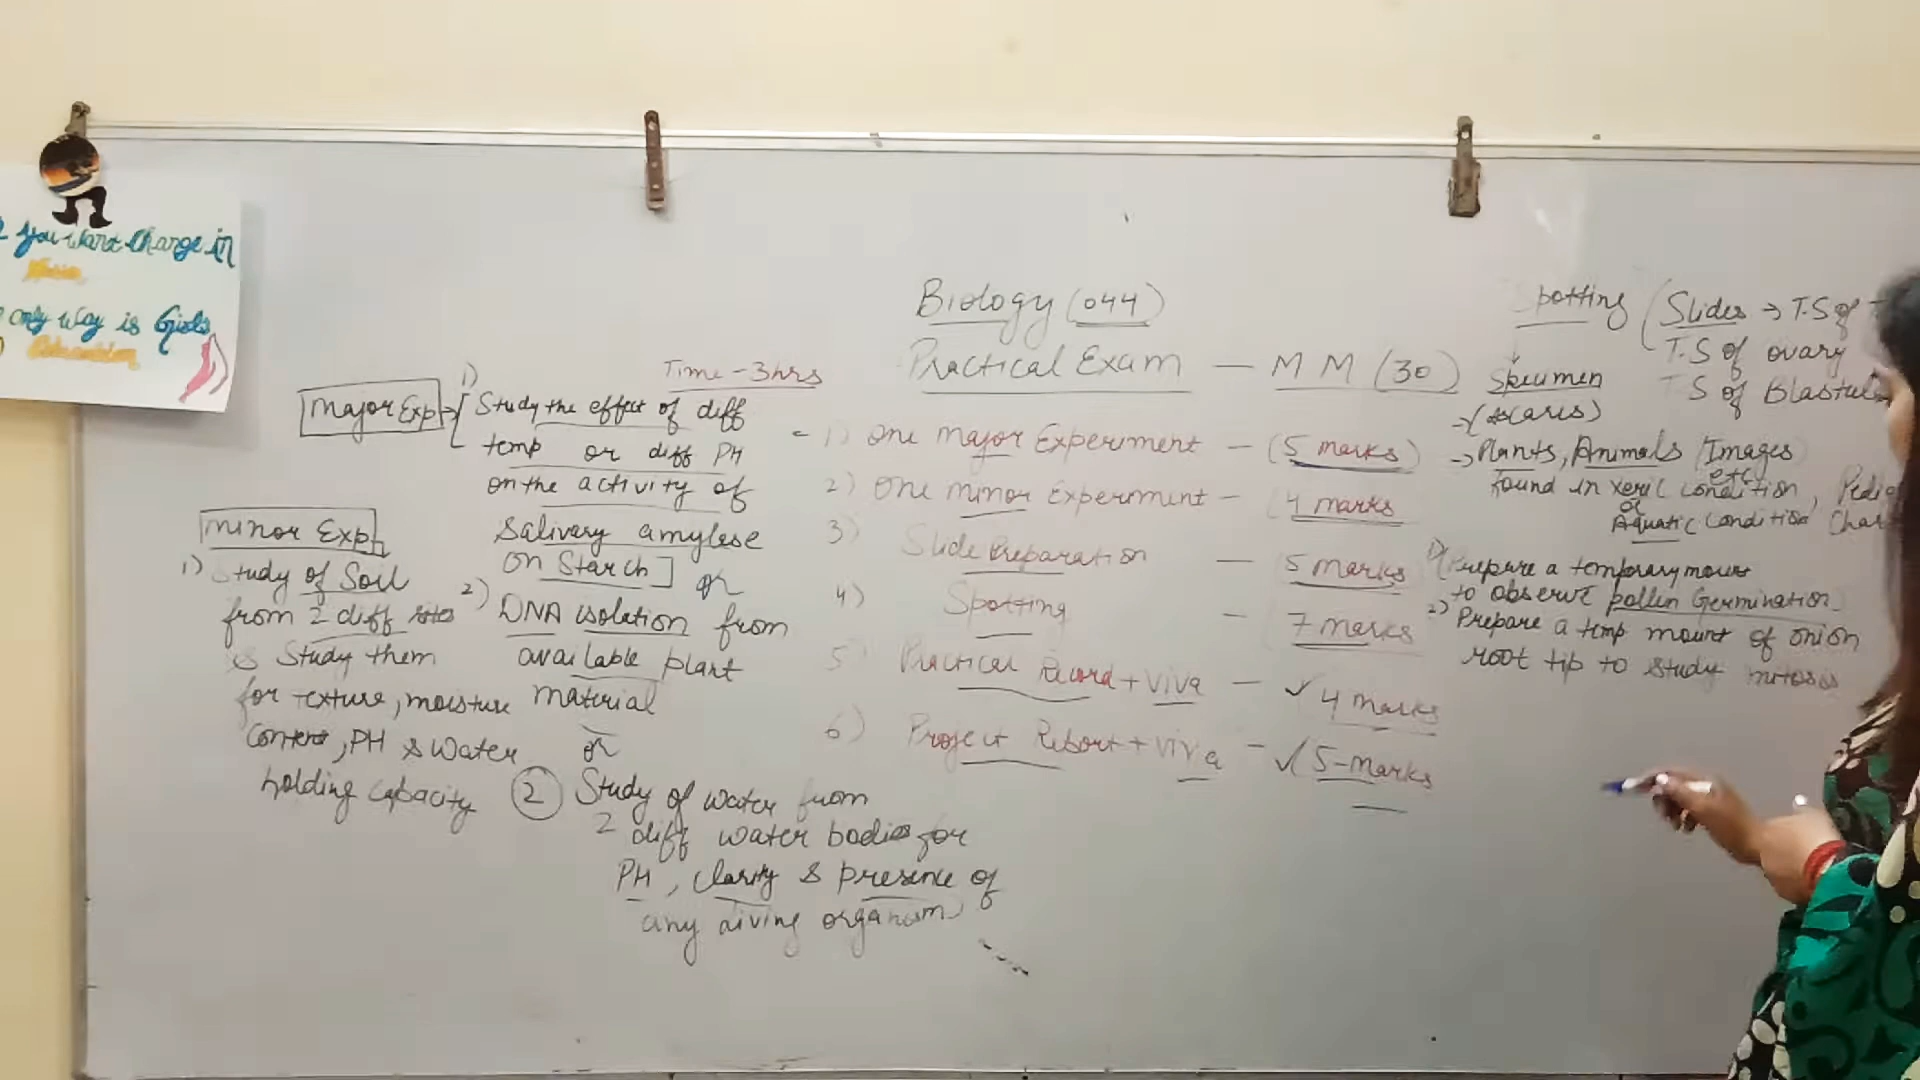 you want change in
only way is Girls
Education
Biology (044)
Practical Exam — MM (30)
Time - 3hrs
1) One major Experiment — (5 marks)
2) One minor Experiment — (4 marks
3) Slide Preparation — (5 marks
4) Spotting — (7 marks
5) Practical Record + Viva — ✓ 4 marks
6) Project Report + Viva — ✓ (5-marks
Major Exp →
1) [Study the effect of diff
temp or diff PH
on the activity of
Salivary amylase
on Starch] or
2) DNA isolation from
available plant
material
or
Minor Exp
1) Study of Soil
from 2 diff sites
& Study them
for texture, moisture
content, PH & water
holding capacity
(2) Study of water from
2 diff water bodies for
PH, clarity & presence of
any living organism
Spotting (Slides → T.S of
T.S of ovary
T.S of Blastul
Specimen
→ (Ascaris)
→ Plants, Animals (Images
etc
found in xeric condition,
or
Aquatic condition
1) Prepare a temporary mount
to observe pollen Germination
2) Prepare a temp mount of onion
root tip to study mitosis